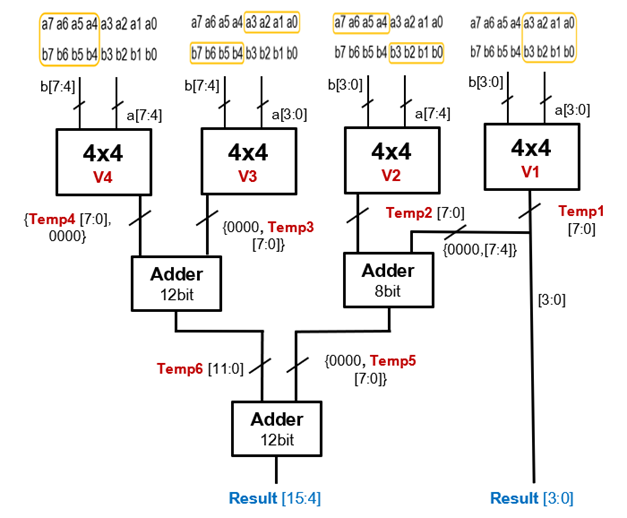 a7 a6 a5 a4 a3 a2 a1 a0
a7 a6 a5 a4 a3 a2 a1 a0
a7 a6 a5 a4 a3 a2 a1 a0
a7 a6 a5 a4 a3 a2 a1 a0
b7 b6 b5 b4 b3 b2 b1 b0
b7 b6 b5 b4 b3 b2 b1 b0
b7 b6 b5 b4 b3 b2 b1 b0
b7 b6 b5 b4 b3 b2 b1 b0
b[7:4]
a[7:4]
b[7:4]
a[3:0]
b[3:0]
a[7:4]
b[3:0]
a[3:0]
4x4
V4
4x4
V3
4x4
V2
4x4
V1
{Temp4 [7:0],
0000}
{0000, Temp3
[7:0]}
Temp2 [7:0]
Temp1
[7:0]
{0000,[7:4]}
Adder
12bit
Adder
8bit
[3:0]
Temp6 [11:0]
{0000, Temp5
[7:0]}
Adder
12bit
Result [15:4]
Result [3:0]